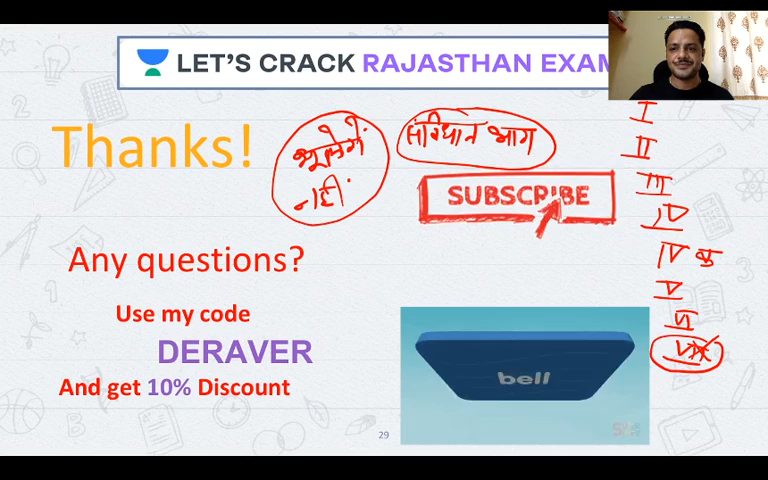 LET'S CRACK RAJASTHAN EXAM
Thanks!
भूलेगें
नहीं
संविधान भाग
I
II
III
IV
IV क
V
VI
SUBSCRIBE
Any questions?
Use my code
DERAVER
And get 10% Discount
bell
29